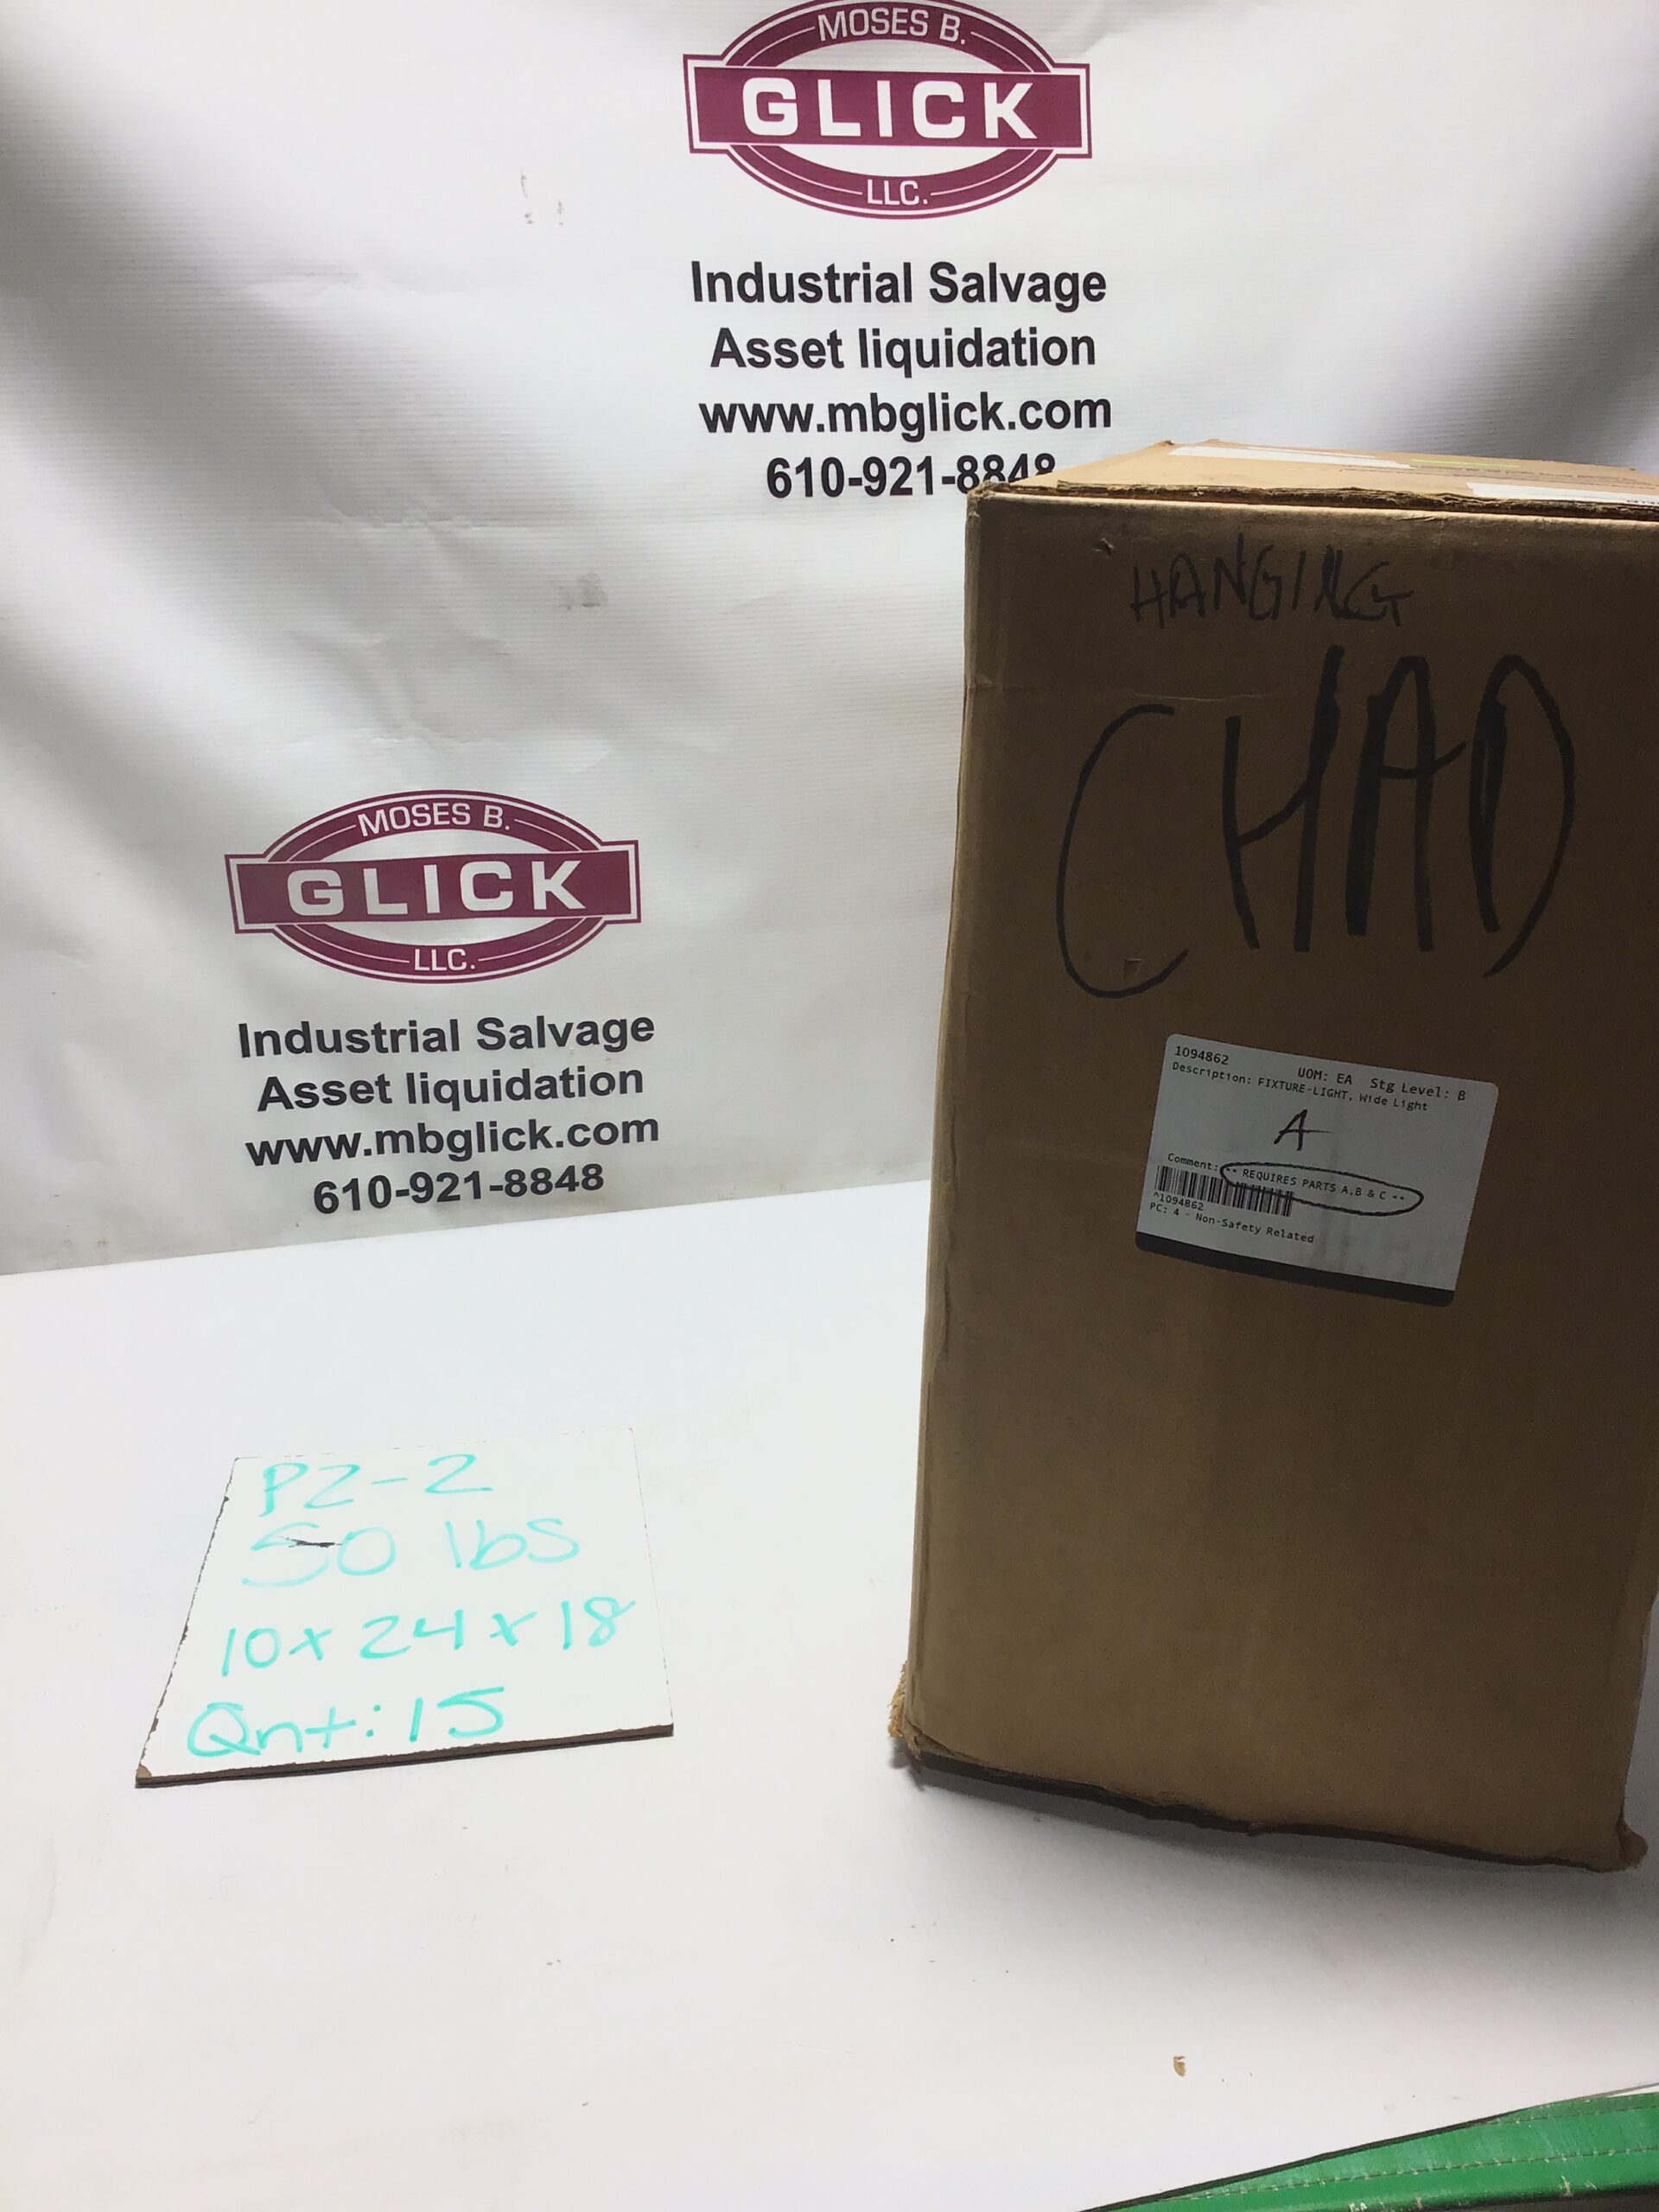 MOSES B.
GLICK
LLC.
Industrial Salvage
Asset liquidation
www.mbglick.com
610-921-8848
MOSES B.
GLICK
LLC.
Industrial Salvage
Asset liquidation
www.mbglick.com
610-921-8848
HANGING
CHAD
1094862
UOM: EA Stg Level: B
Description: FIXTURE-LIGHT, Wide Light
A
Comment: ** REQUIRES PARTS A,B & C **
^1094862
PC: 4 - Non-Safety Related
PZ-2
50 lbs
10x24x18
Qnt: 15